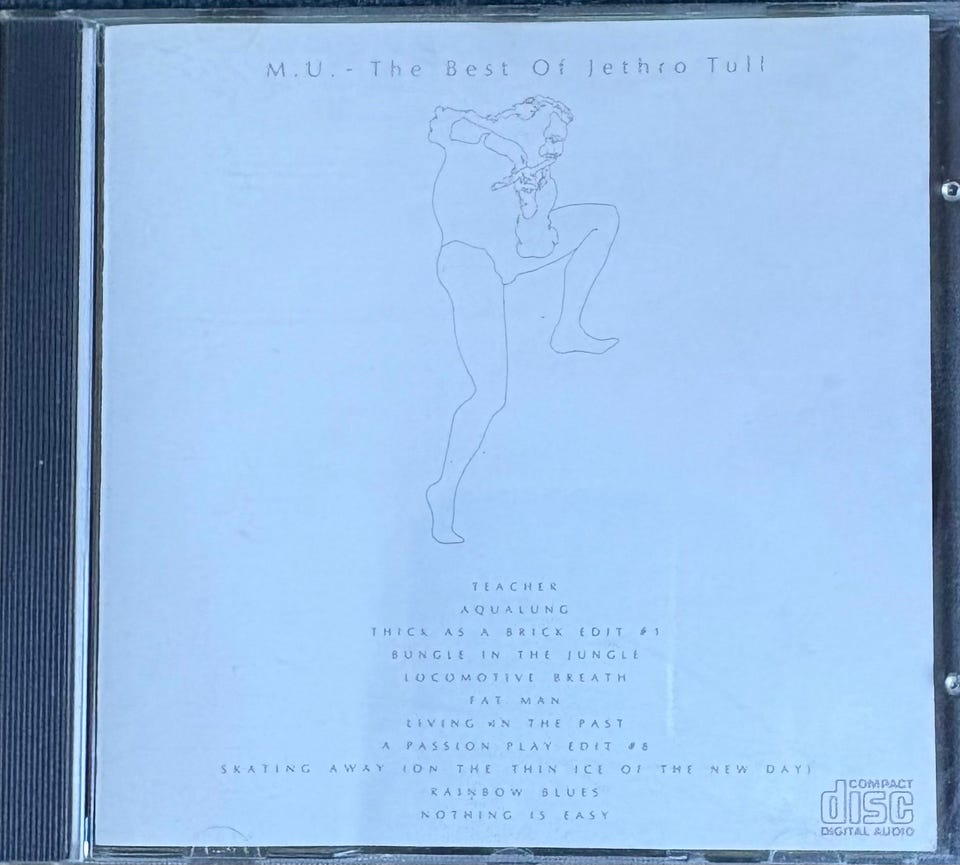 M.U. - The Best Of Jethro Tull
TEACHER
AQUALUNG
THICK AS A BRICK EDIT #1
BUNGLE IN THE JUNGLE
LOCOMOTIVE BREATH
FAT MAN
LIVING IN THE PAST
A PASSION PLAY EDIT #8
SKATING AWAY (ON THE THIN ICE OF THE NEW DAY)
RAINBOW BLUES
NOTHING IS EASY
COMPACT
disc
DIGITAL AUDIO